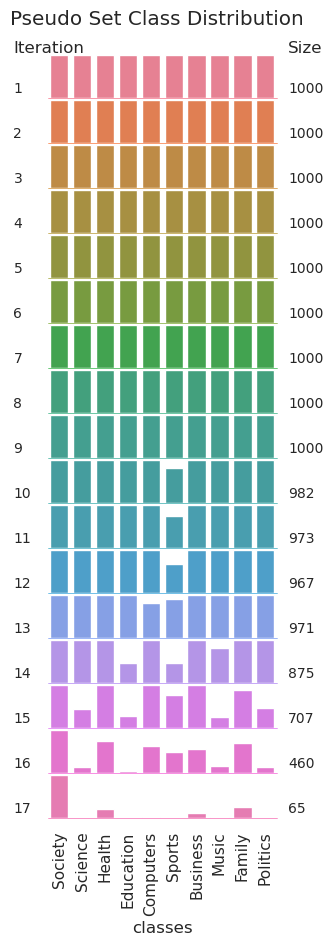 Pseudo Set Class Distribution
Iteration Size
1 1000
2 1000
3 1000
4 1000
5 1000
6 1000
7 1000
8 1000
9 1000
10 982
11 973
12 967
13 971
14 875
15 707
16 460
17 65
Society
Science
Health
Education
Computers
Sports
Business
Music
Family
Politics
classes